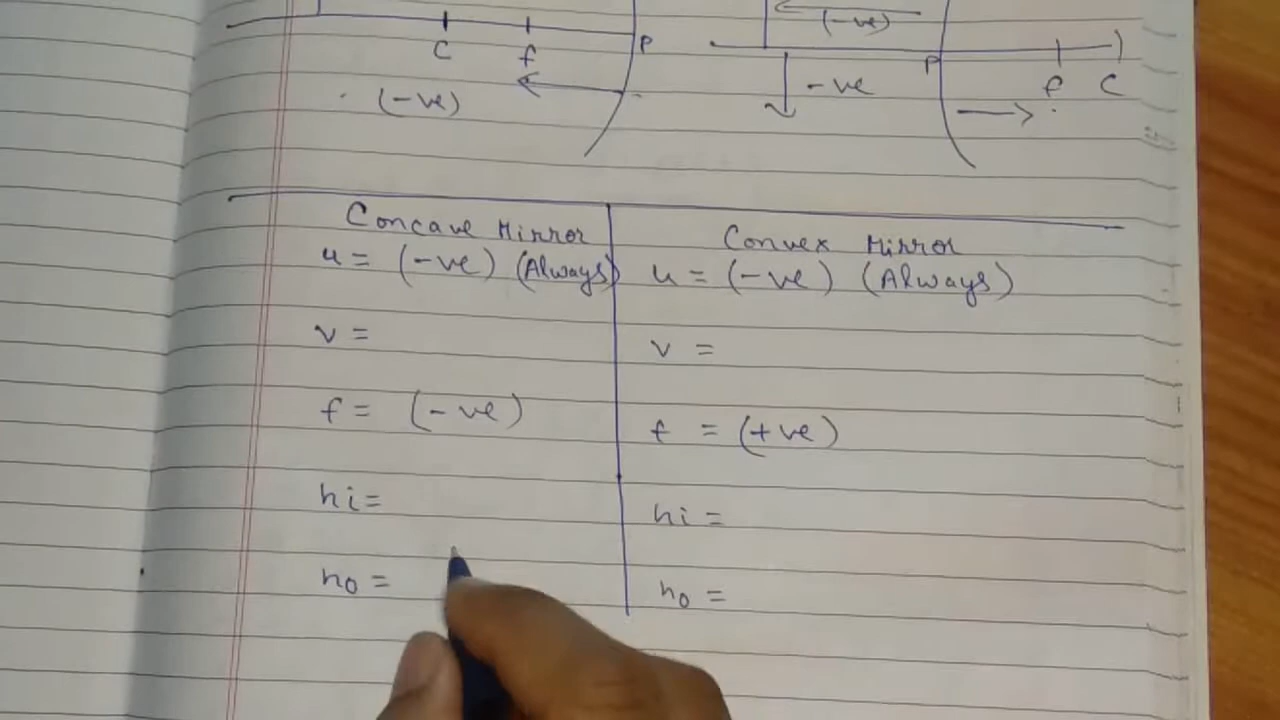 C f P
(-ve)
(-ve)
P f C
-ve
Concave Mirror
u = (-ve) (Always)
v =
f = (-ve)
hi =
ho =
Convex Mirror
u = (-ve) (Always)
v =
f = (+ve)
hi =
ho =